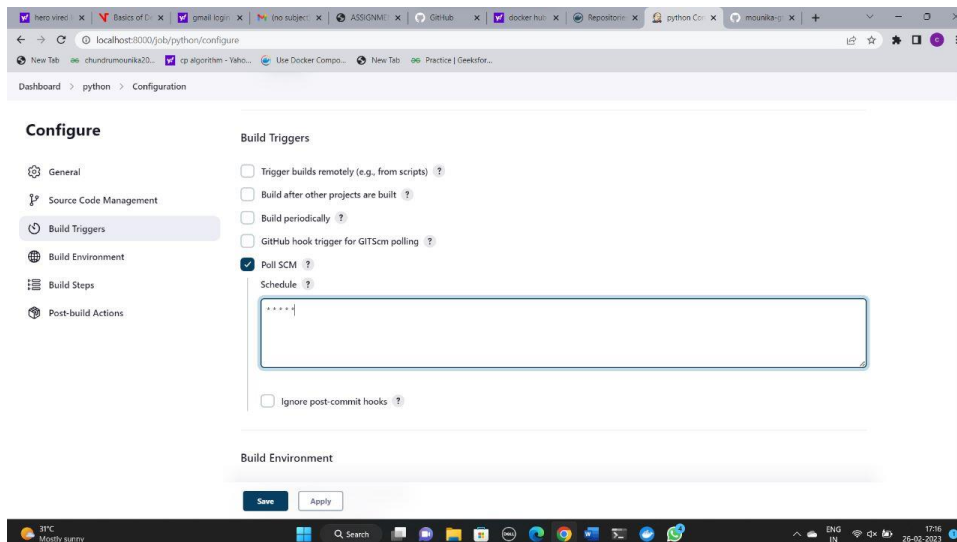 hero vired
Basics of D
gmail login
(no subject
ASSIGNME
GitHub
docker hub
Repositorie
python Con
mounika-g
localhost:8000/job/python/configure
New Tab
chundrumounika20...
cp algorithm - Yaho...
Use Docker Compo...
New Tab
Practice | Geeksfor...
Dashboard > python > Configuration
Configure
General
Source Code Management
Build Triggers
Build Environment
Build Steps
Post-build Actions
Build Triggers
Trigger builds remotely (e.g., from scripts) ?
Build after other projects are built ?
Build periodically ?
GitHub hook trigger for GITScm polling ?
Poll SCM ?
Schedule ?
* * * * *
Ignore post-commit hooks ?
Build Environment
Save
Apply
31°C
Mostly sunny
Search
ENG
IN
17:16
26-02-2023